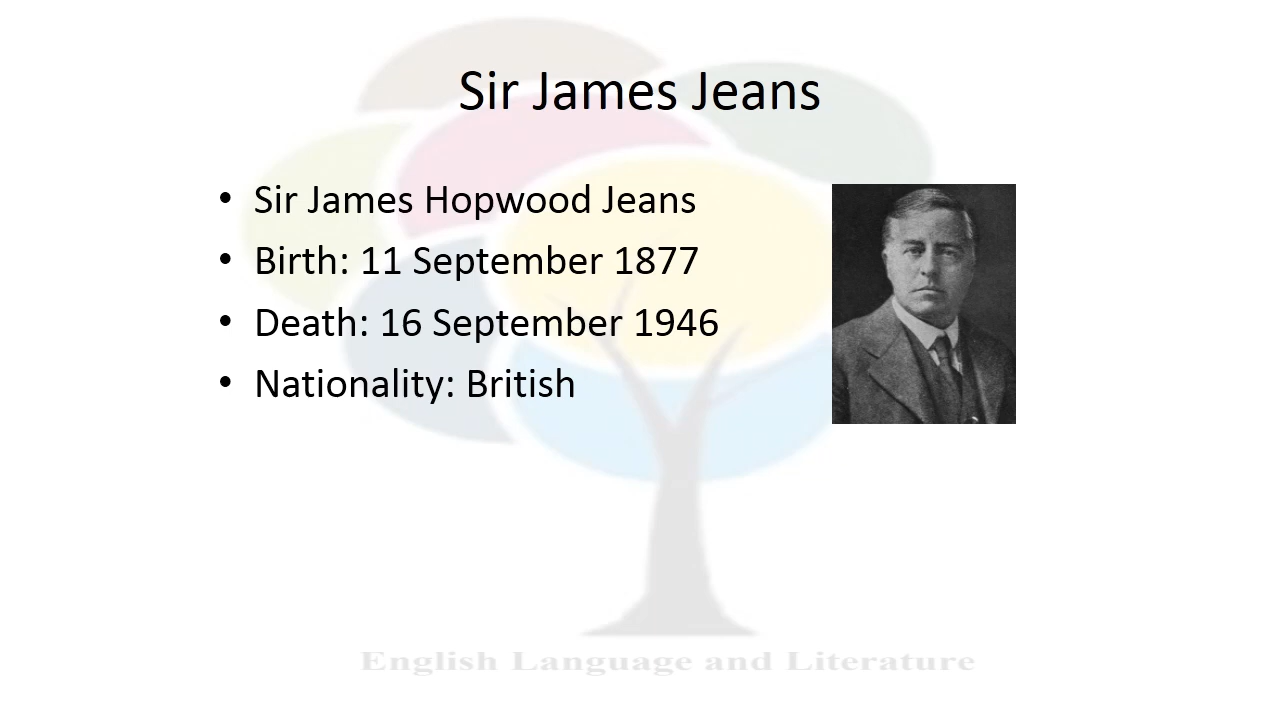 Sir James Jeans
• Sir James Hopwood Jeans
• Birth: 11 September 1877
• Death: 16 September 1946
• Nationality: British
English Language and Literature